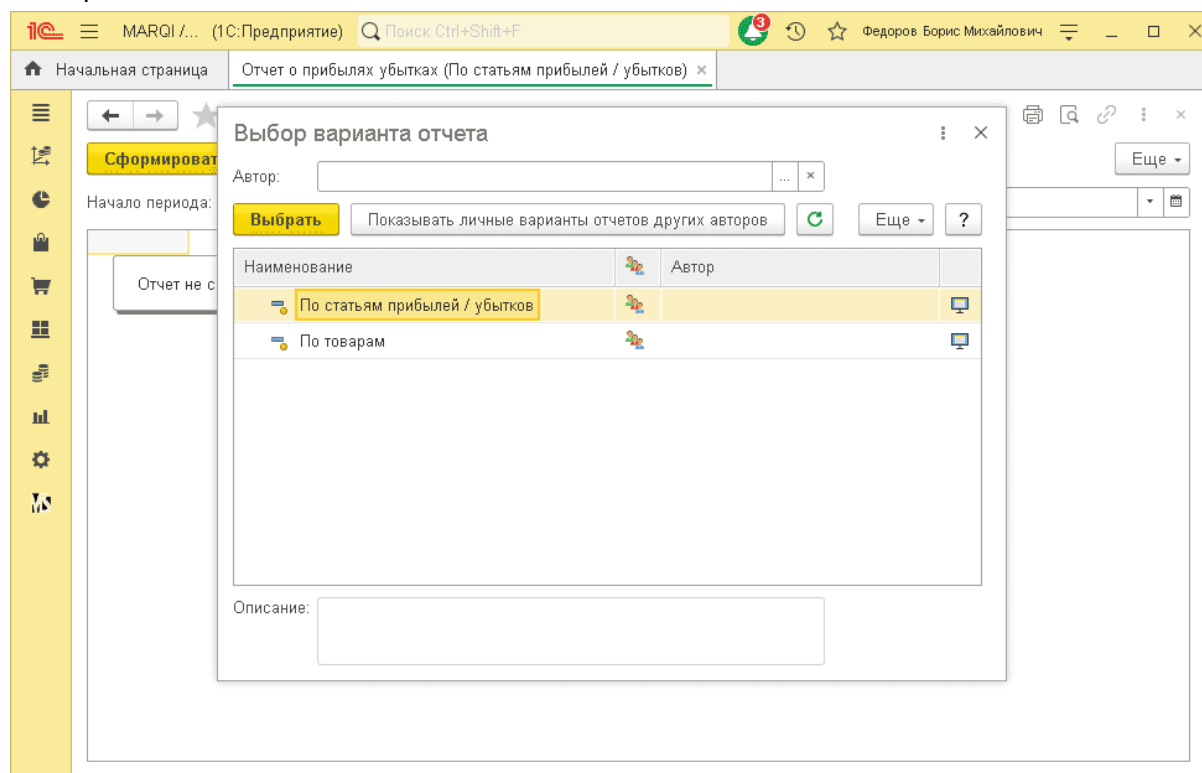 1С MARQI /... (1С:Предприятие) Поиск Ctrl+Shift+F 3 Федоров Борис Михайлович
Начальная страница Отчет о прибылях убытках (По статьям прибылей / убытков) ×
Сформироват Еще
Начало периода:
Отчет не с
Выбор варианта отчета
Автор: ... ×
Выбрать Показывать личные варианты отчетов других авторов Еще ?
Наименование Автор
По статьям прибылей / убытков
По товарам
Описание: